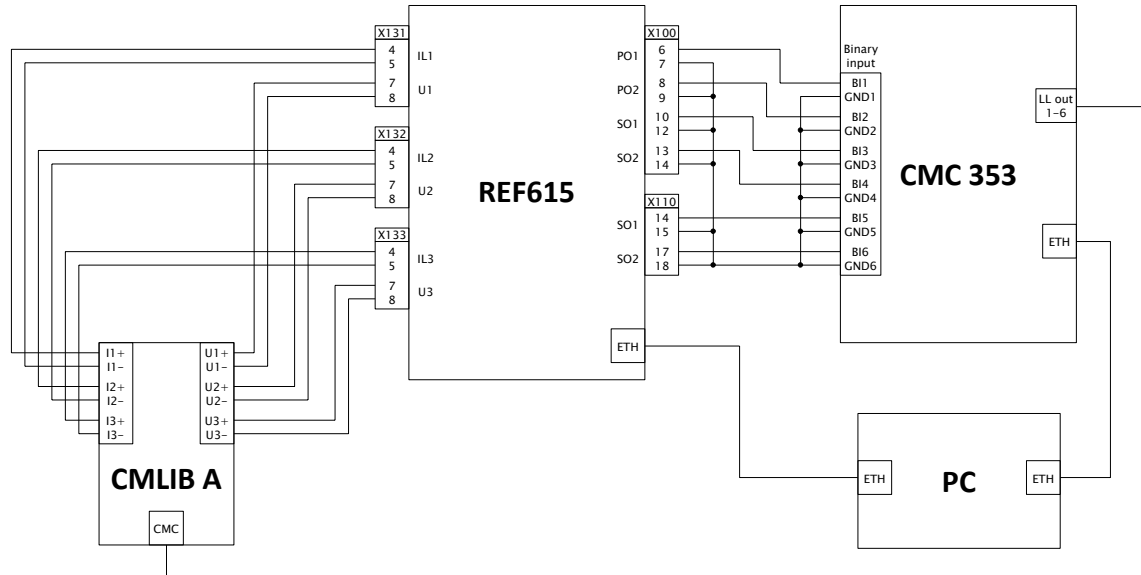 X131
4
5
IL1
7
8
U1
X132
4
5
IL2
7
8
U2
X133
4
5
IL3
7
8
U3
REF615
X100
PO1
6
7
PO2
8
9
SO1
10
12
SO2
13
14
X110
SO1
14
15
SO2
17
18
ETH
Binary
input
BI1
GND1
BI2
GND2
BI3
GND3
BI4
GND4
BI5
GND5
BI6
GND6
CMC 353
LL out
1-6
ETH
I1+
I1-
I2+
I2-
I3+
I3-
U1+
U1-
U2+
U2-
U3+
U3-
CMLIB A
CMC
ETH
PC
ETH